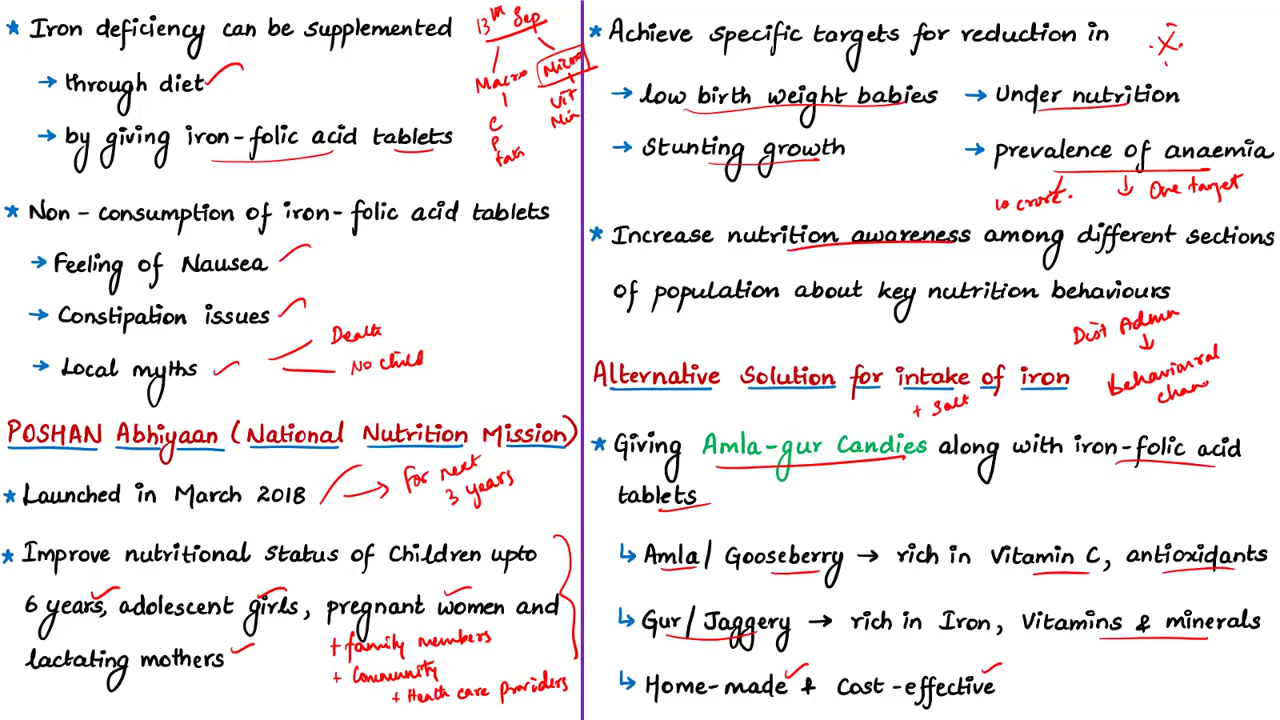 * Iron deficiency can be supplemented
→ through diet
→ by giving iron-folic acid tablets
13th Sep
Macro
C
P
Fats
Micro
Vit
Min
* Non-consumption of iron-folic acid tablets
→ Feeling of Nausea
→ Constipation issues
→ Local myths
Death
No child
POSHAN Abhiyaan (National Nutrition Mission)
* Launched in March 2018
→ for next
3 years
* Improve nutritional status of Children upto
6 years, adolescent girls, pregnant women and
lactating mothers
+ family members
+ Community
+ Health care providers
* Achieve specific targets for reduction in
→ low birth weight babies
→ Under nutrition
→ Stunting growth
→ prevalence of anaemia
One target
* Increase nutrition awareness among different sections
of population about key nutrition behaviours
Dist Admn
↓
Behavioural
Alternative Solution for intake of iron
+ Salt
* Giving Amla-gur Candies along with iron-folic acid
tablets
↳ Amla/Gooseberry → rich in Vitamin C, antioxidants
↳ Gur/Jaggery → rich in Iron, Vitamins & minerals
↳ Home-made + Cost-effective